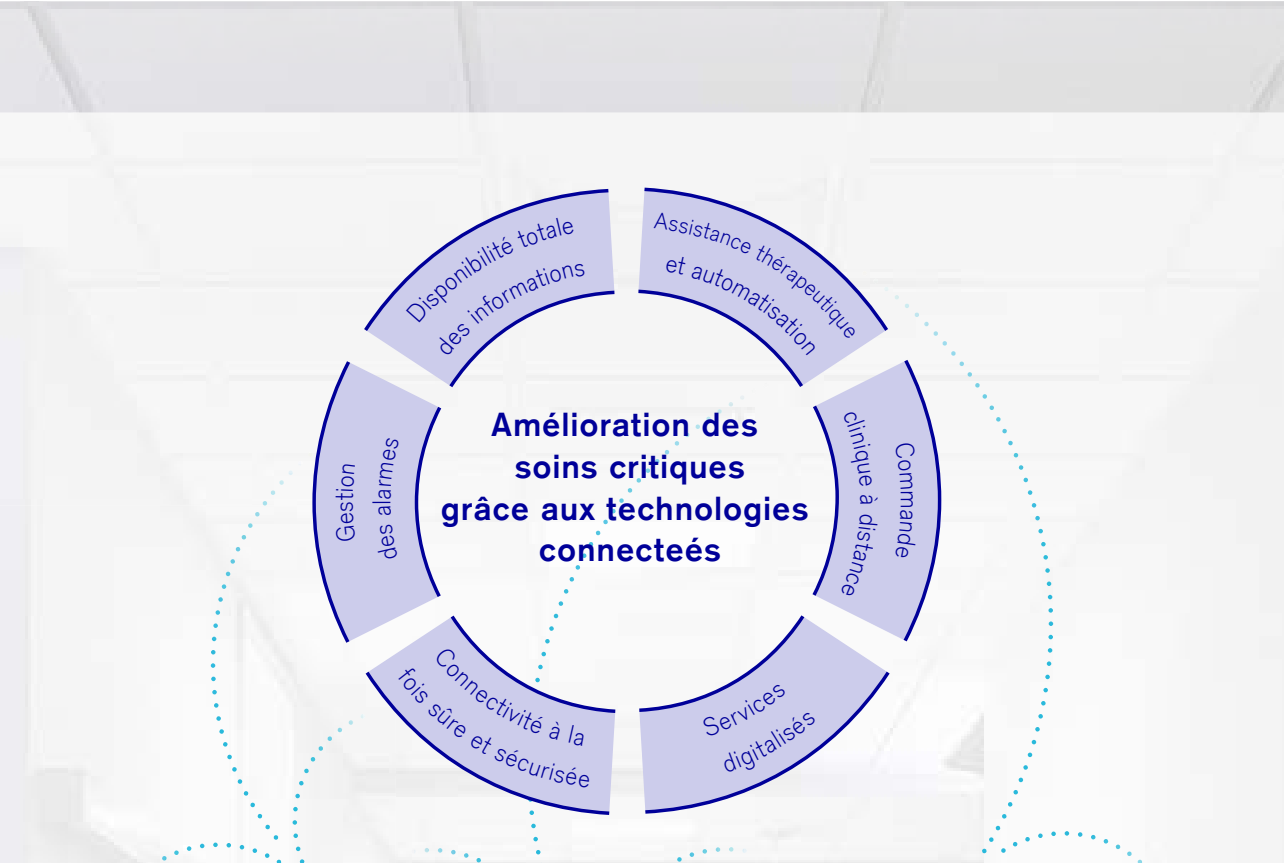 Disponibilité totale
des informations
Assistance thérapeutique
et automatisation
Commande
clinique à distance
Services
digitalisés
Connectivité à la
fois sûre et sécurisée
Gestion
des alarmes
Amélioration des
soins critiques
grâce aux technologies
connecteés